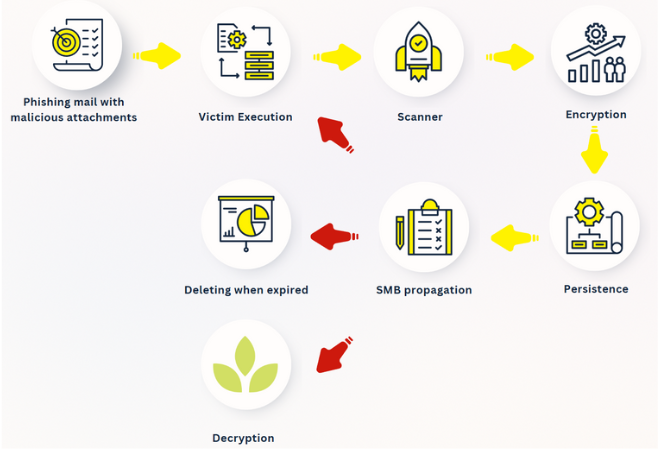 Phishing mail with
malicious attachments
Victim Execution
Scanner
Encryption
Deleting when expired
SMB propagation
Persistence
Decryption